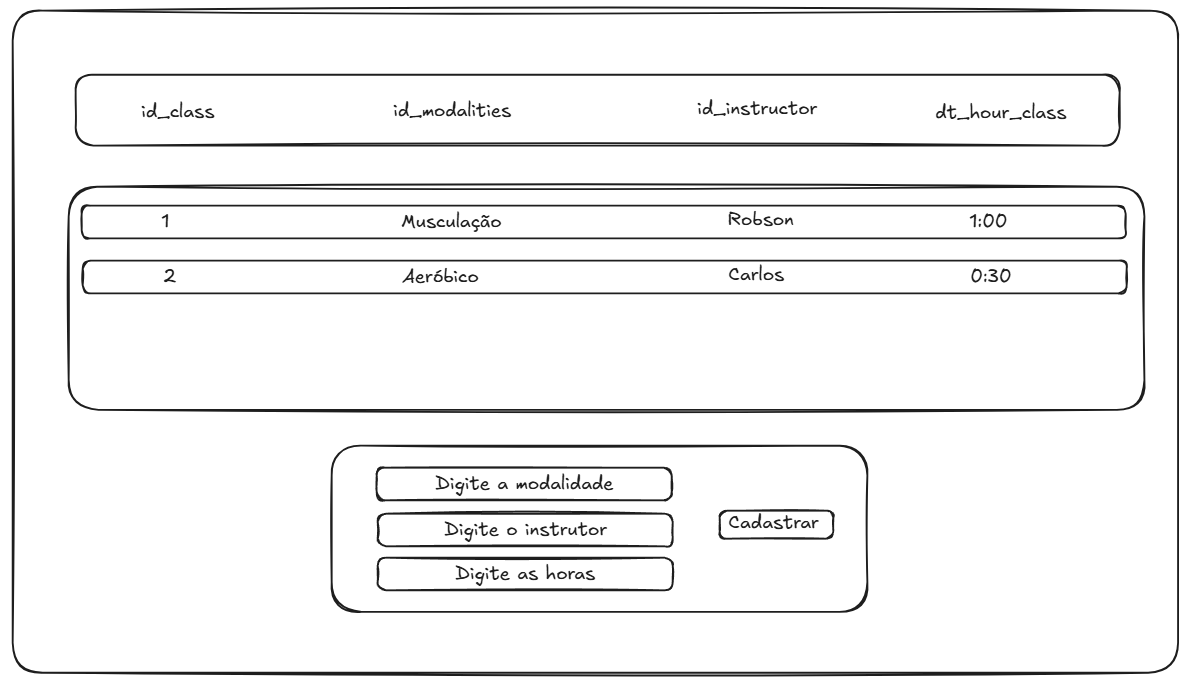 id_class id_modalities id_instructor dt_hour_class
1 Musculação Robson 1:00
2 Aeróbico Carlos 0:30
Digite a modalidade
Digite o instrutor
Cadastrar
Digite as horas